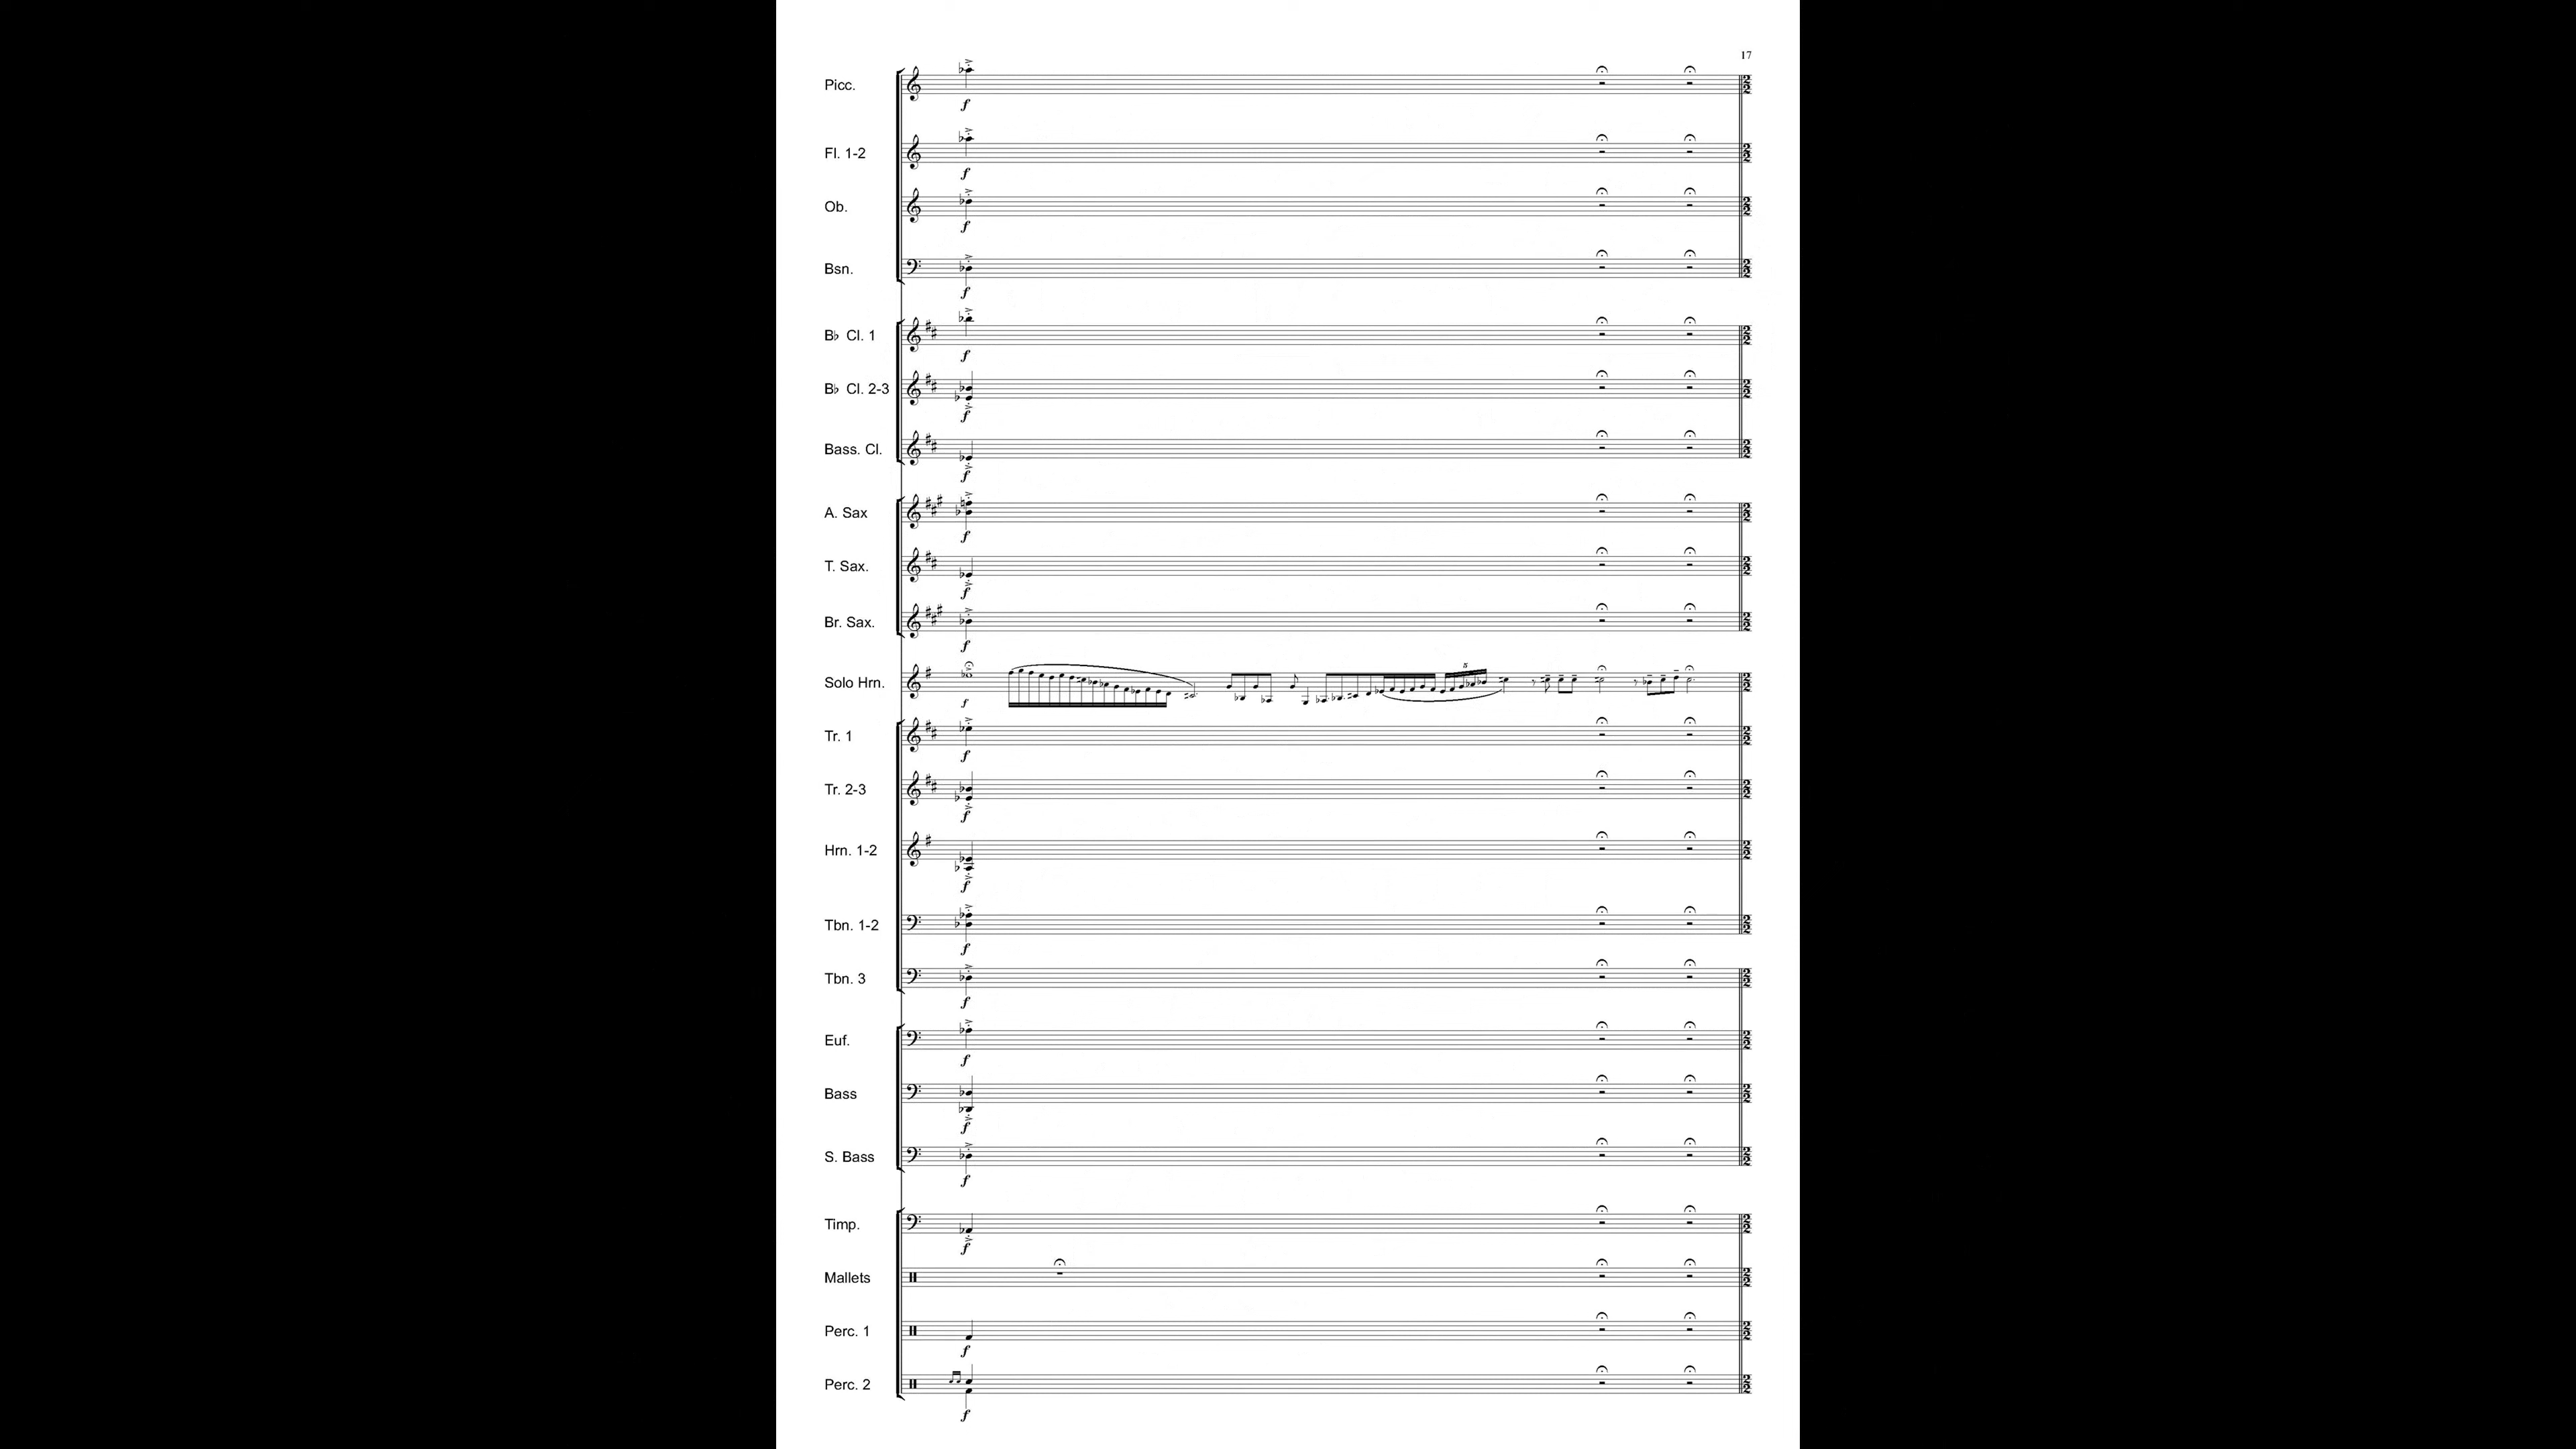 17
Picc.
f
Fl. 1-2
f
Ob.
f
Bsn.
f
B♭ Cl. 1
f
B♭ Cl. 2-3
f
Bass. Cl.
f
A. Sax
f
T. Sax.
f
Br. Sax.
f
5
Solo Hrn.
f
Tr. 1
f
Tr. 2-3
f
Hrn. 1-2
f
Tbn. 1-2
f
Tbn. 3
f
Euf.
f
Bass
f
S. Bass
f
Timp.
f
Mallets
Perc. 1
f
Perc. 2
f